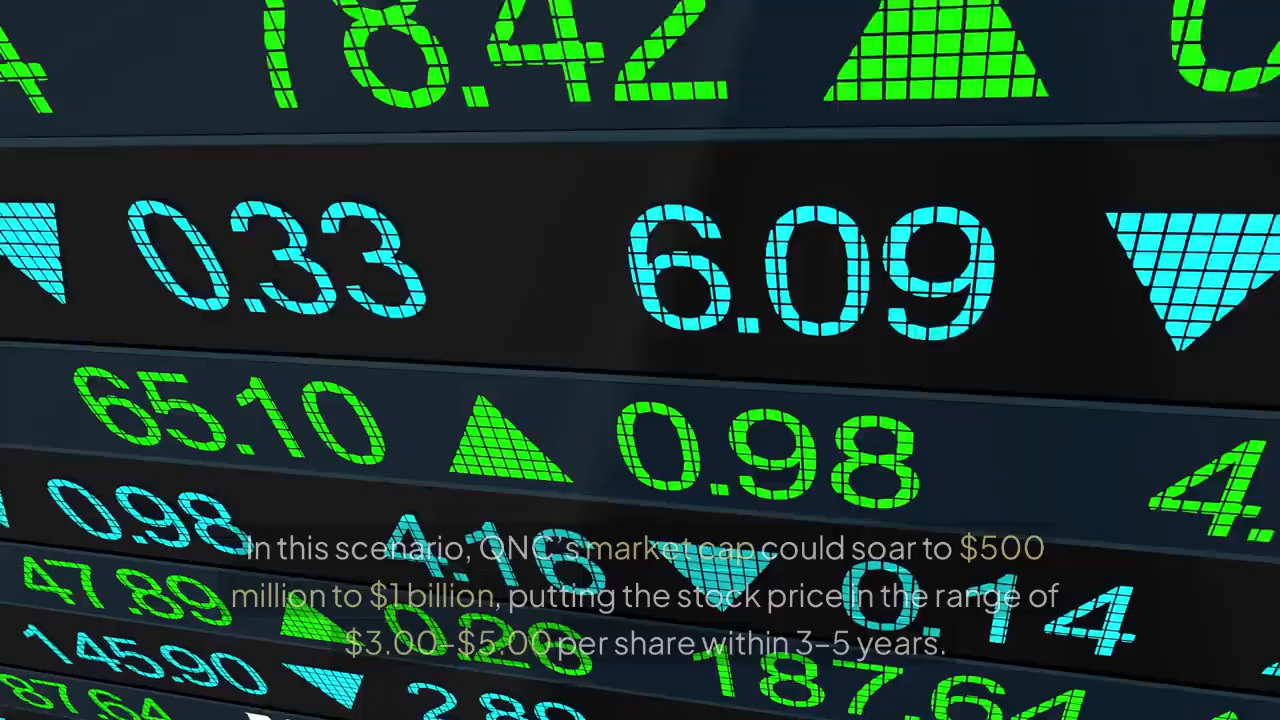 18.42 ▲
▼ 0.33 6.09 ▼
65.10 ▲ 0.98 4.
0.98 4.16 ▼ 0.14
In this scenario, QNC's market cap could soar to $500
million to $1 billion, putting the stock price in the range of
$3.00–$5.00 per share within 3–5 years.
47.89 ▲ 0.26 187.64
145.90 ▼ 2.89
87.64